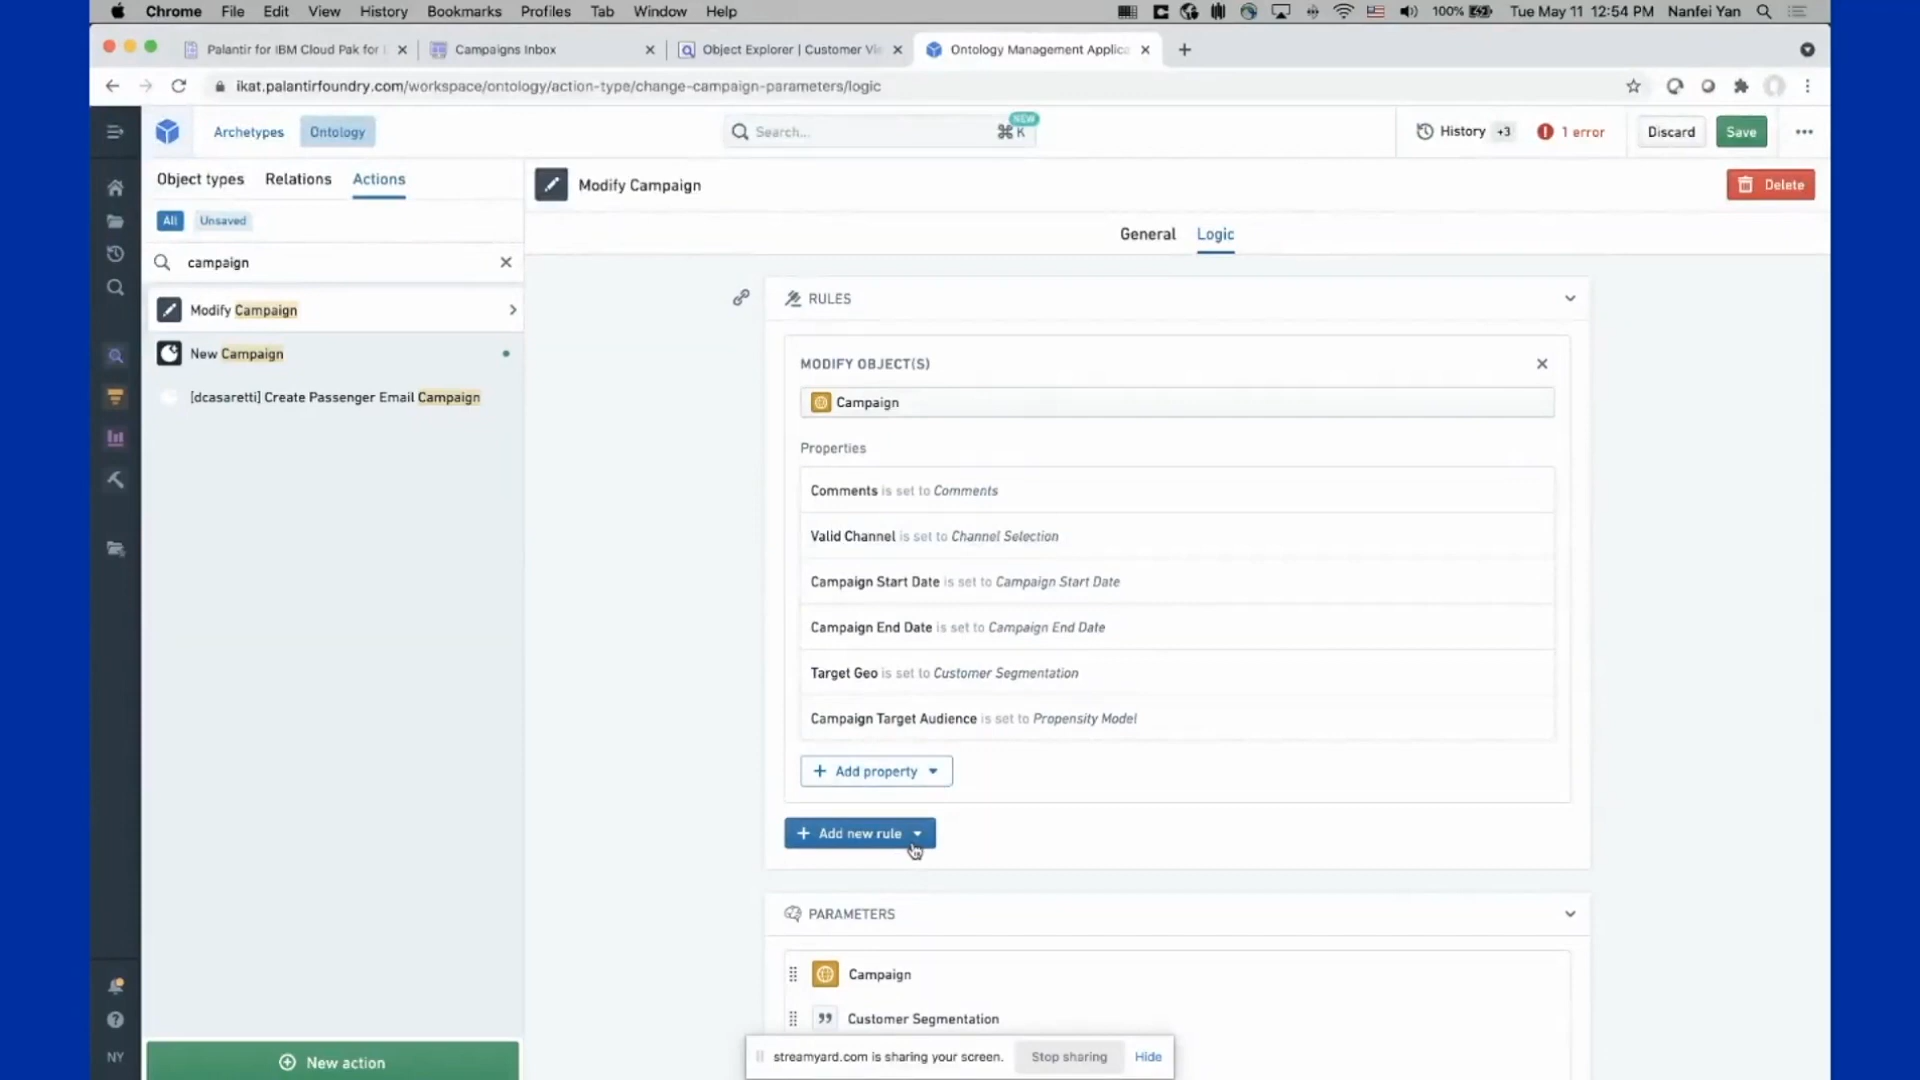 Chrome File Edit View History Bookmarks Profiles Tab Window Help 100% Tue May 11 12:54 PM Nanfei Yan
Palantir for IBM Cloud Pak for Campaigns Inbox Object Explorer | Customer Vi Ontology Management Applica
ikat.palantirfoundry.com/workspace/ontology/action-type/change-campaign-parameters/logic
Archetypes Ontology Search... ⌘ K NEW History +3 1 error Discard Save
Object types Relations Actions
Modify Campaign Delete
All Unsaved
General Logic
campaign
RULES
Modify Campaign
New Campaign
[dcasaretti] Create Passenger Email Campaign
MODIFY OBJECT(S)
Campaign
Properties
Comments is set to Comments
Valid Channel is set to Channel Selection
Campaign Start Date is set to Campaign Start Date
Campaign End Date is set to Campaign End Date
Target Geo is set to Customer Segmentation
Campaign Target Audience is set to Propensity Model
+ Add property
+ Add new rule
PARAMETERS
Campaign
Customer Segmentation
NY
New action
streamyard.com is sharing your screen. Stop sharing Hide